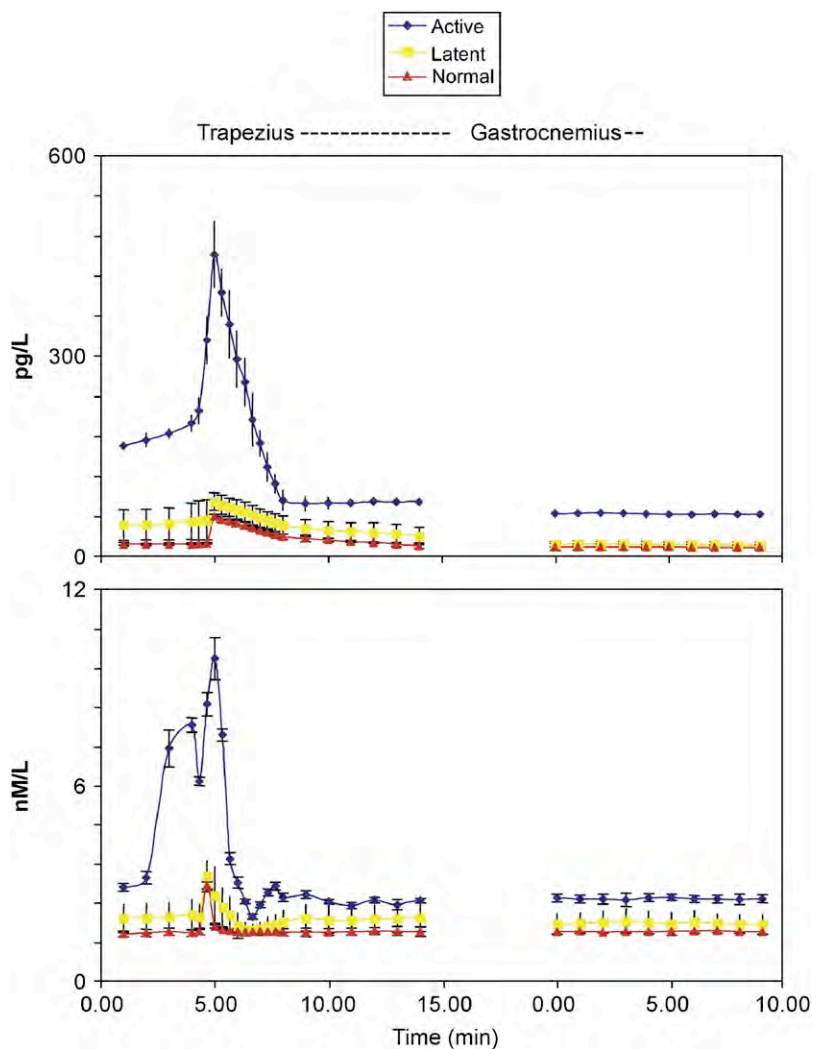 Active
Latent
Normal
Trapezius ------------------ Gastrocnemius --
600
300
0
pg/L
12
6
0
nM/L
0.00 5.00 10.00 15.00 0.00 5.00 10.00
Time (min)